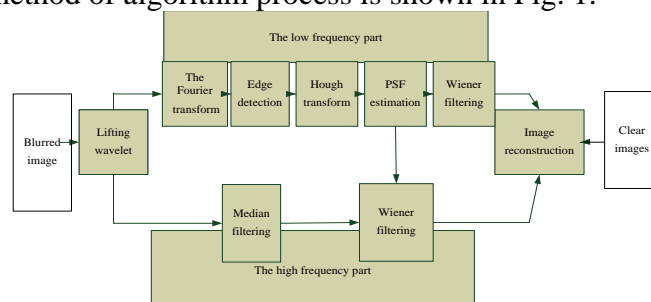 method of algorithm process is shown in Fig. 1.
The low frequency part
The
Fourier
transform
Edge
detection
Hough
transform
PSF
estimation
Wiener
filtering
Blurred
image
Lifting
wavelet
Image
reconstruction
Clear
images
Median
filtering
Wiener
filtering
The high frequency part